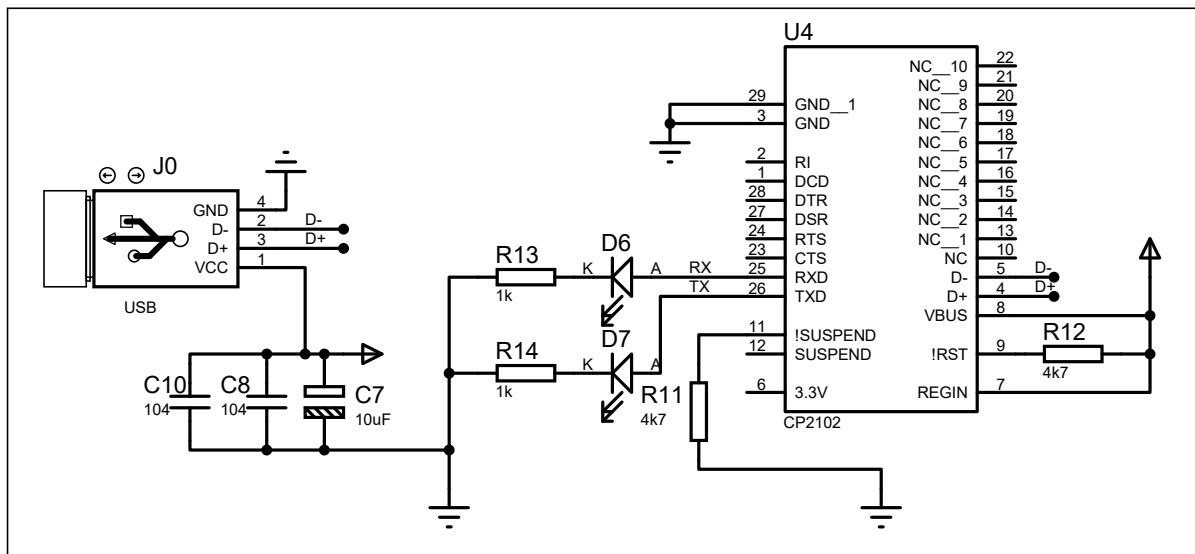 U4
NC__10 22
NC__9 21
29 GND__1 NC__8 20
3 GND NC__7 19
NC__6 18
J0
2 RI NC__5 17
1 DCD NC__4 16
28 DTR NC__3 15
GND 4
27 DSR NC__2 14
D- 2 D-
24 RTS NC__1 13
D+ 3 D+
23 CTS NC 10
VCC 1
R13 K D6 A RX 25 RXD D- 5 D-
1k TX 26 TXD D+ 4 D+
USB
VBUS 8
11 !SUSPEND R12
R14 K D7 A 12 SUSPEND !RST 9
1k 4k7
C10 C8 C7 R11 6 3.3V REGIN 7
104 104 10uF 4k7
CP2102